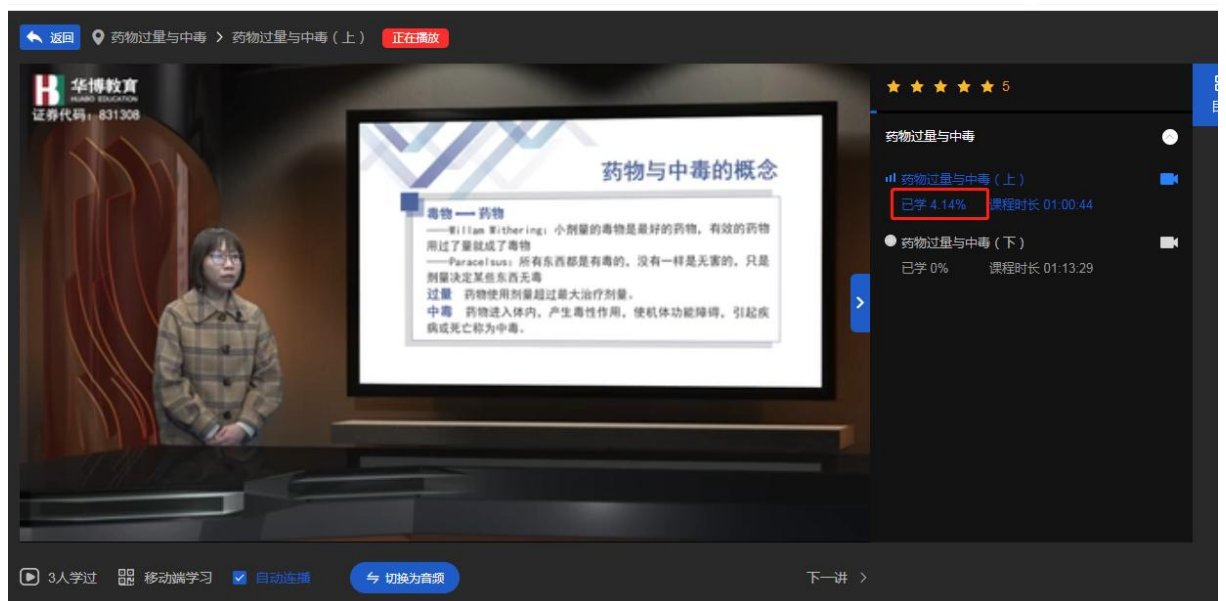 返回 药物过量与中毒 > 药物过量与中毒（上） 正在播放
华博教育
HUABO EDUCATION
证券代码：831308
药物与中毒的概念
毒物——药物
——Willam Withering：小剂量的毒物是最好的药物，有效的药物
用过了量就成了毒物
——Paracelsus：所有东西都是有毒的，没有一样是无害的，只是
剂量决定某些东西无毒
过量 药物使用剂量超过最大治疗剂量。
中毒 药物进入体内，产生毒性作用，使机体功能障碍，引起疾
病或死亡称为中毒。
5
药物过量与中毒
药物过量与中毒（上）
已学 4.14% 课程时长 01:00:44
药物过量与中毒（下）
已学 0% 课程时长 01:13:29
3人学过 移动端学习 自动连播 切换为音频 下一讲 >